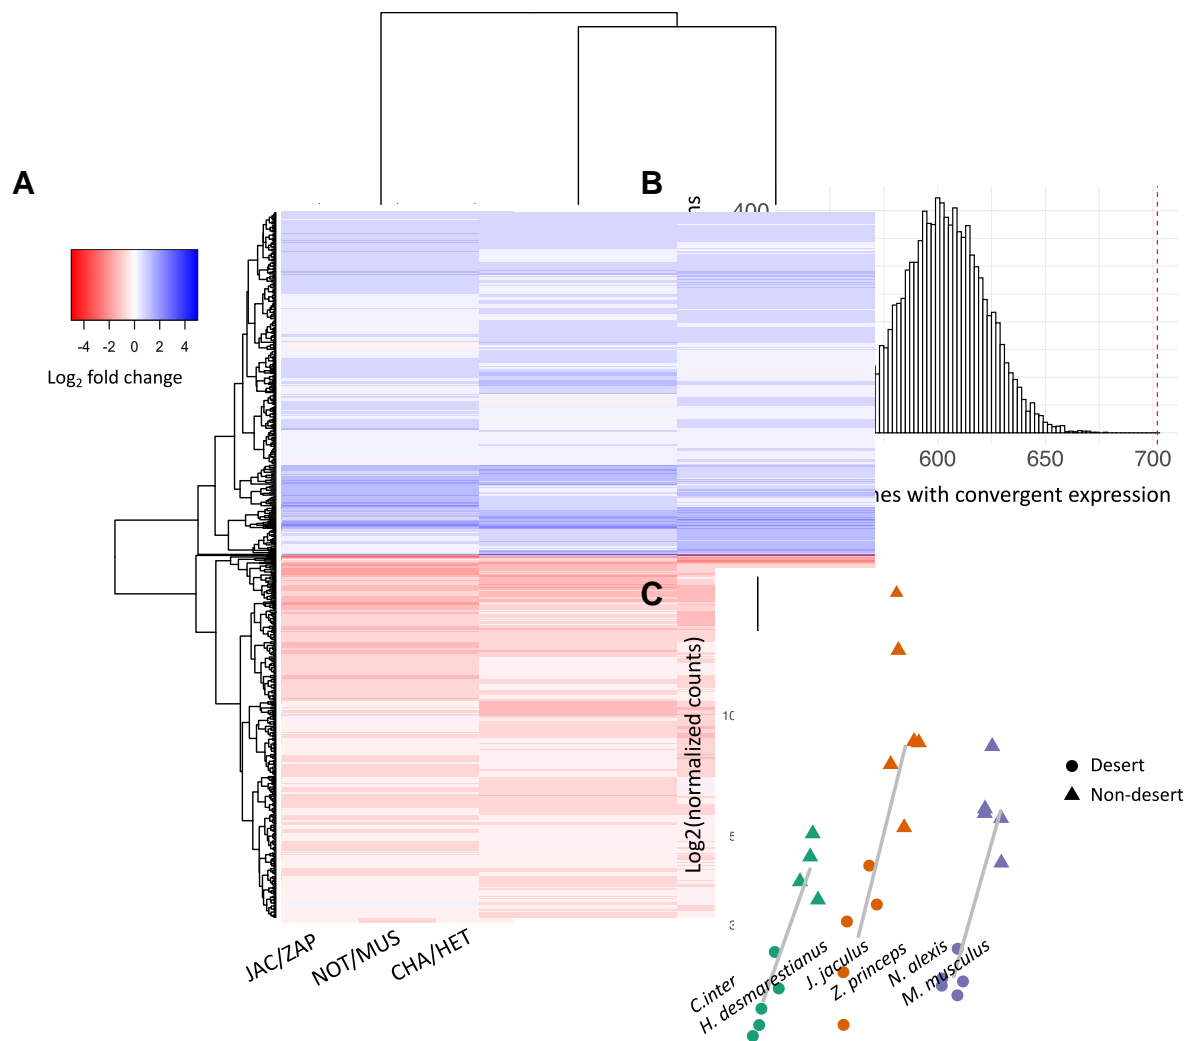 A
B
ns
400
-4 -2 0 2 4
Log2 fold change
600 650 700
nes with convergent expression
C
Log2(normalized counts)
10
5
3
Desert
Non-desert
JAC/ZAP
NOT/MUS
CHA/HET
C.inter
H. desmarestianus
J. jaculus
Z. princeps
N. alexis
M. musculus